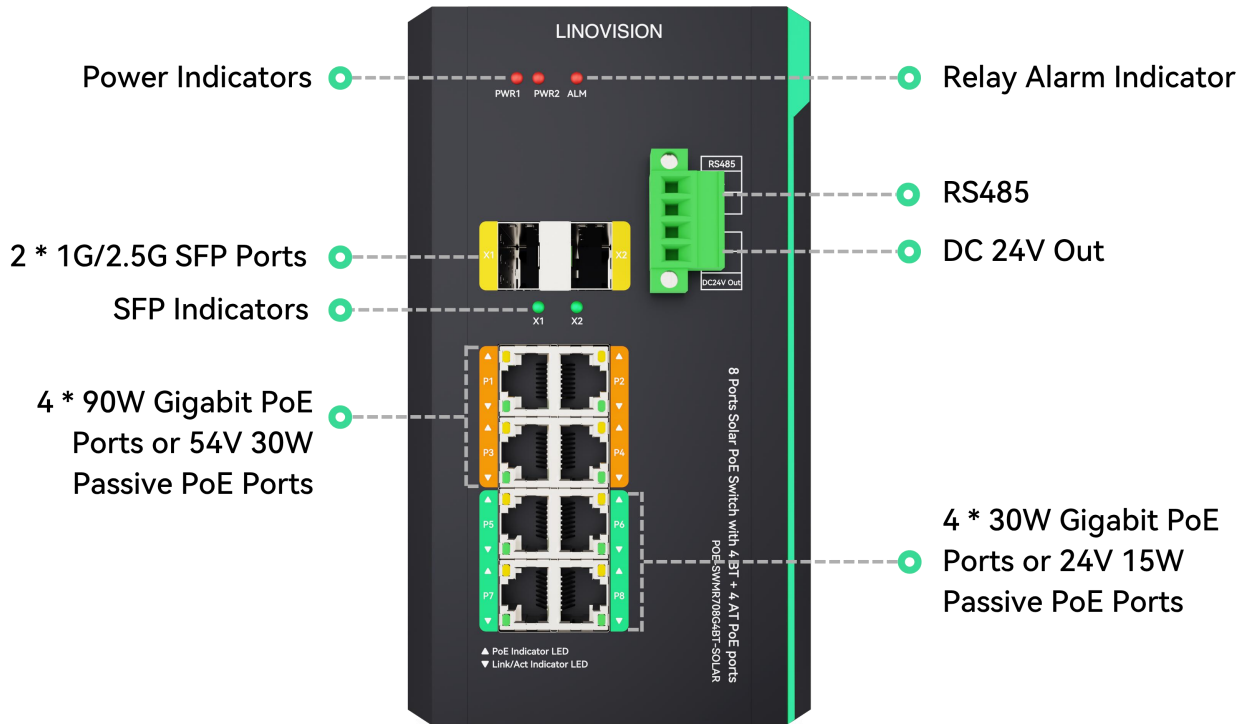 LINOVISION
Power Indicators
PWR1 PWR2 ALM
Relay Alarm Indicator
RS485
RS485
DC 24V Out
DC24V Out
2 * 1G/2.5G SFP Ports
X1 X2
SFP Indicators
X1 X2
4 * 90W Gigabit PoE
Ports or 54V 30W
Passive PoE Ports
P1 P2
P3 P4
P5 P6
P7 P8
4 * 30W Gigabit PoE
Ports or 24V 15W
Passive PoE Ports
8 Ports Solar PoE Switch with 4 BT + 4 AT PoE ports
POE-SWMR708G4BT-SOLAR
▲ PoE Indicator LED
▼ Link/Act Indicator LED